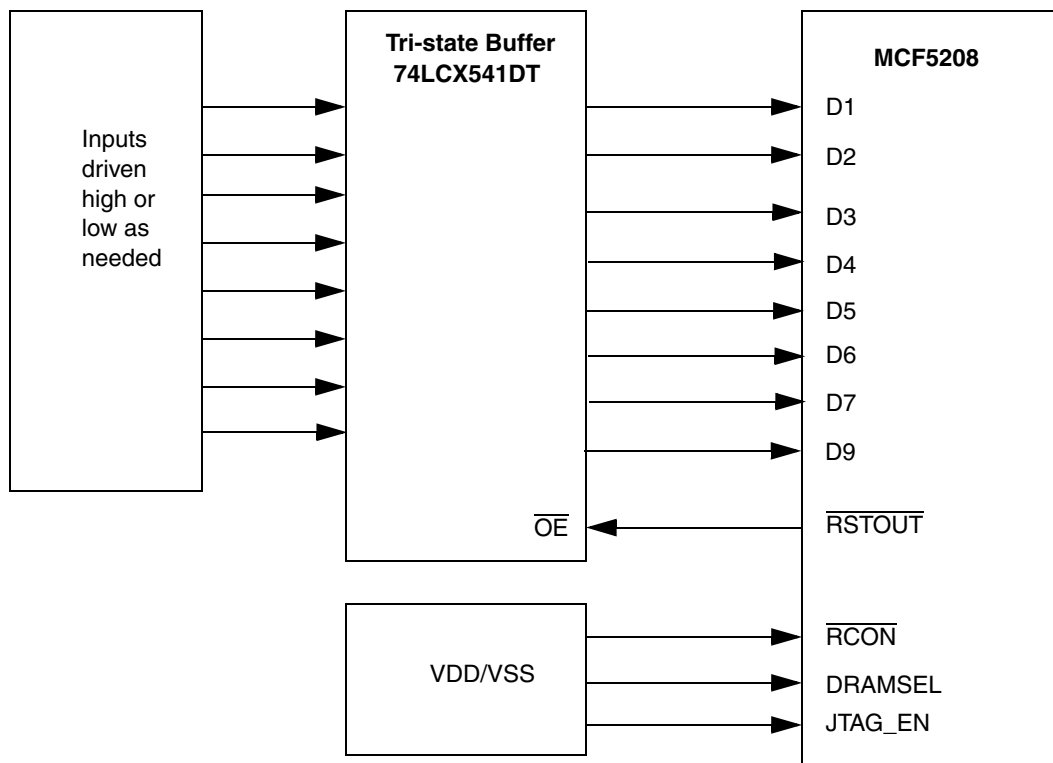 Inputs
driven
high or
low as
needed
Tri-state Buffer
74LCX541DT
OE
VDD/VSS
MCF5208
D1
D2
D3
D4
D5
D6
D7
D9
RSTOUT
RCON
DRAMSEL
JTAG_EN